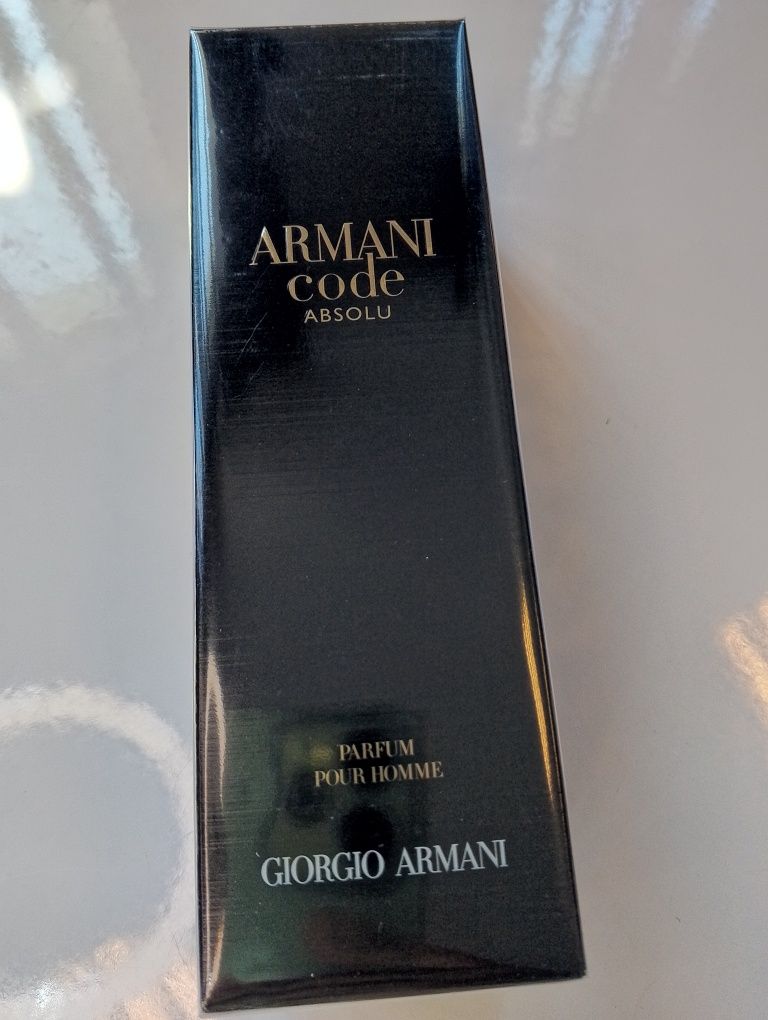 ARMANI
code
ABSOLU
PARFUM
POUR HOMME
GIORGIO ARMANI